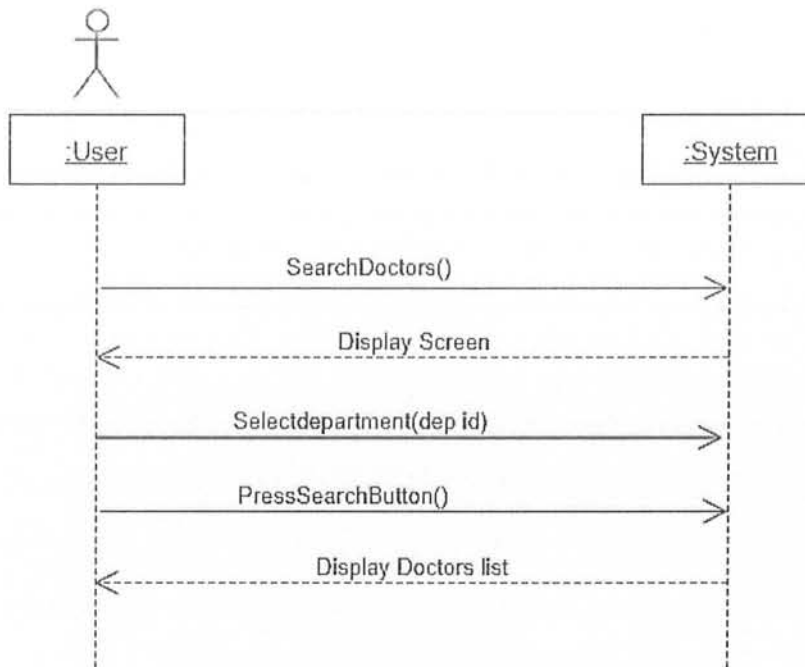 :User
:System
SearchDoctors()
Display Screen
Selectdepartment(dep id)
PressSearchButton()
Display Doctors list